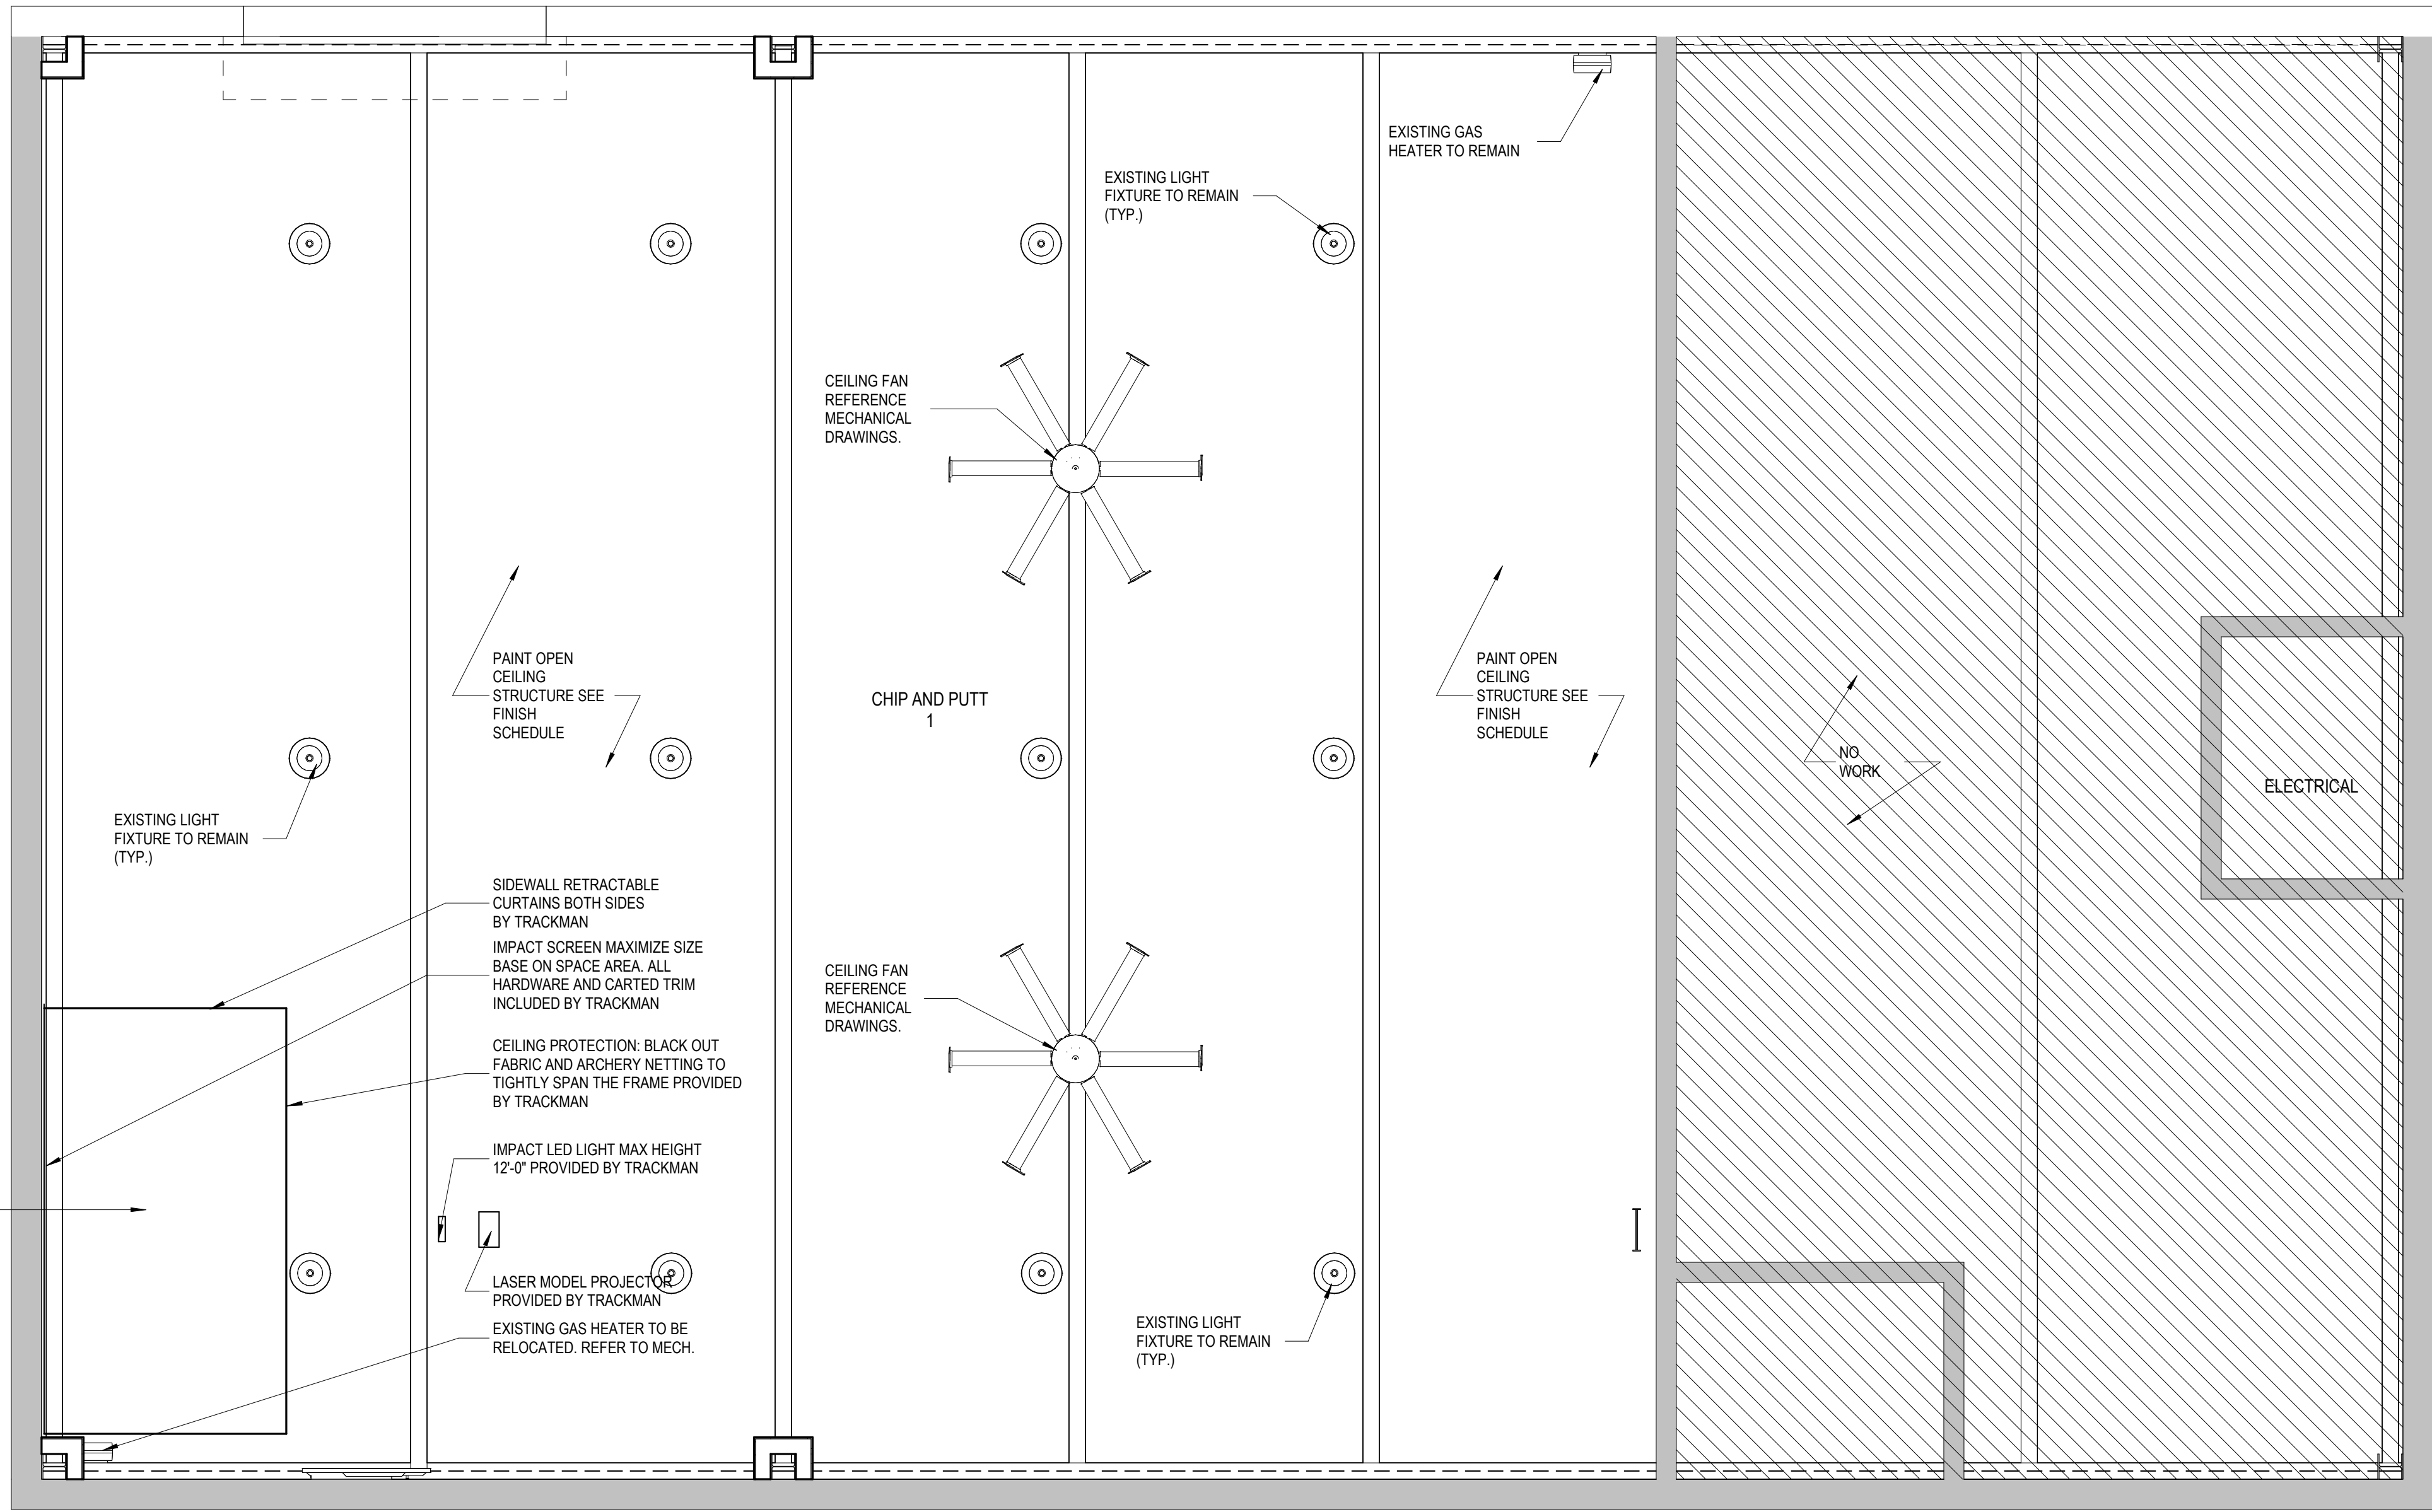 EXISTING GAS
HEATER TO REMAIN
EXISTING LIGHT
FIXTURE TO REMAIN
(TYP.)
CEILING FAN
REFERENCE
MECHANICAL
DRAWINGS.
PAINT OPEN
CEILING
STRUCTURE SEE
FINISH
SCHEDULE
CHIP AND PUTT
1
PAINT OPEN
CEILING
STRUCTURE SEE
FINISH
SCHEDULE
NO
WORK
ELECTRICAL
EXISTING LIGHT
FIXTURE TO REMAIN
(TYP.)
SIDEWALL RETRACTABLE
CURTAINS BOTH SIDES
BY TRACKMAN
IMPACT SCREEN MAXIMIZE SIZE
BASE ON SPACE AREA. ALL
HARDWARE AND CARTED TRIM
INCLUDED BY TRACKMAN
CEILING FAN
REFERENCE
MECHANICAL
DRAWINGS.
CEILING PROTECTION: BLACK OUT
FABRIC AND ARCHERY NETTING TO
TIGHTLY SPAN THE FRAME PROVIDED
BY TRACKMAN
IMPACT LED LIGHT MAX HEIGHT
12'-0" PROVIDED BY TRACKMAN
LASER MODEL PROJECTOR
PROVIDED BY TRACKMAN
EXISTING GAS HEATER TO BE
RELOCATED. REFER TO MECH.
EXISTING LIGHT
FIXTURE TO REMAIN
(TYP.)